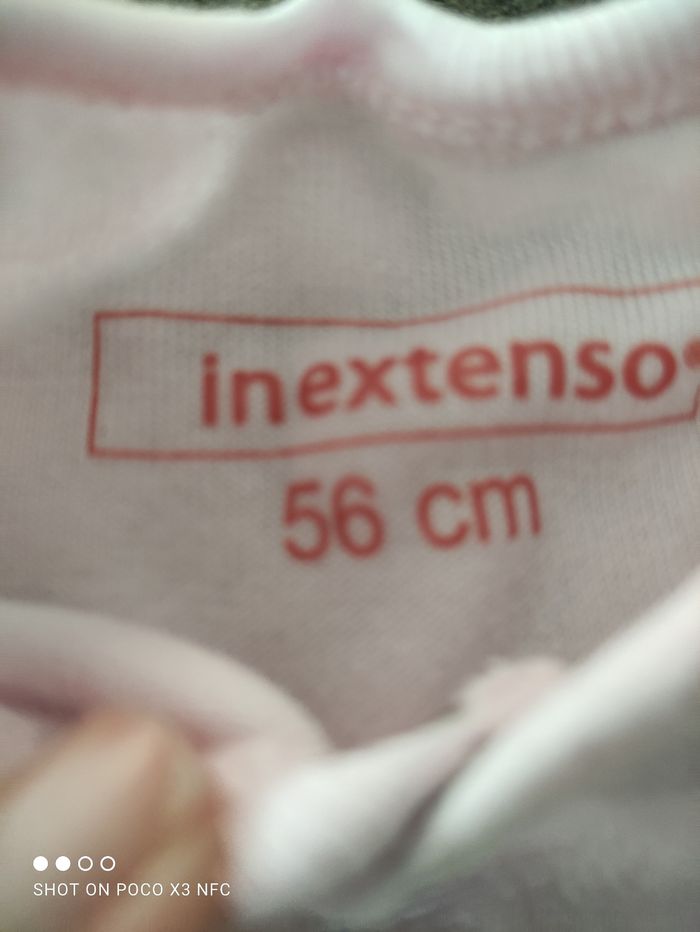 inextenso
56 cm
SHOT ON POCO X3 NFC